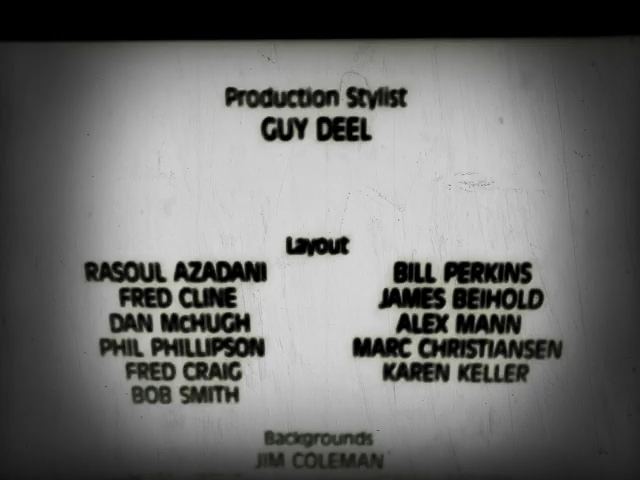 Production Stylist
GUY DEEL
Layout
RASOUL AZADANI BILL PERKINS
FRED CLINE JAMES BEIHOLD
DAN McHUGH ALEX MANN
PHIL PHILLIPSON MARC CHRISTIANSEN
FRED CRAIG KAREN KELLER
BOB SMITH
Backgrounds
JIM COLEMAN